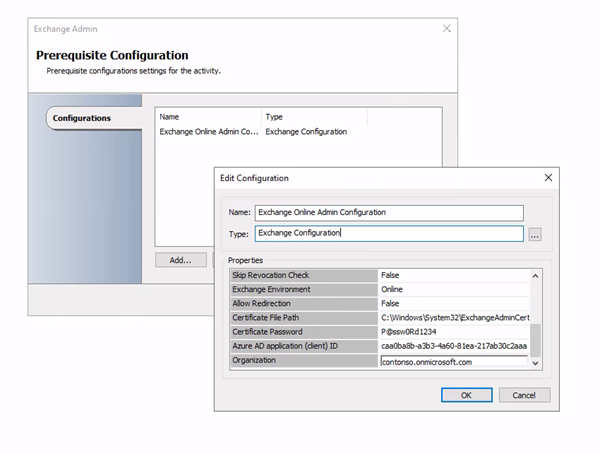 Exchange Admin
Prerequisite Configuration
Prerequisite configurations settings for the activity.
Configurations
Name Type
Exchange Online Admin Co... Exchange Configuration
Add...
Edit Configuration
Name: Exchange Online Admin Configuration
Type: Exchange Configuration ...
Properties
Skip Revocation Check False
Exchange Environment Online
Allow Redirection False
Certificate File Path C:\Windows\System32\ExchangeAdminCert
Certificate Password P@ssw0Rd1234
Azure AD application (client) ID caa0ba8b-a3b3-4a60-81ea-217ab30c2aaa
Organization contonso.onmicrosoft.com
OK Cancel